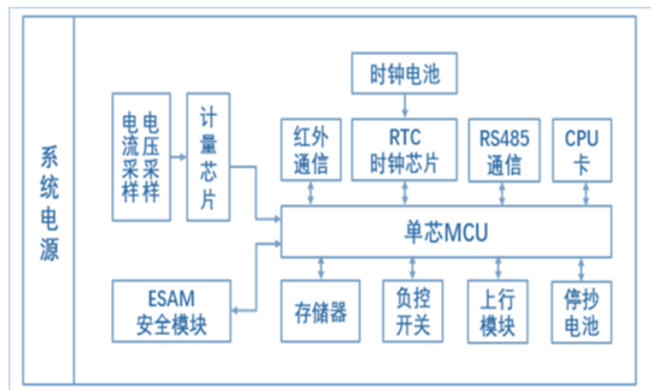 系统电源
电流采样
电压采样
计量芯片
时钟电池
红外
通信
RTC
时钟芯片
RS485
通信
CPU
卡
单芯MCU
ESAM
安全模块
存储器
负控
开关
上行
模块
停抄
电池